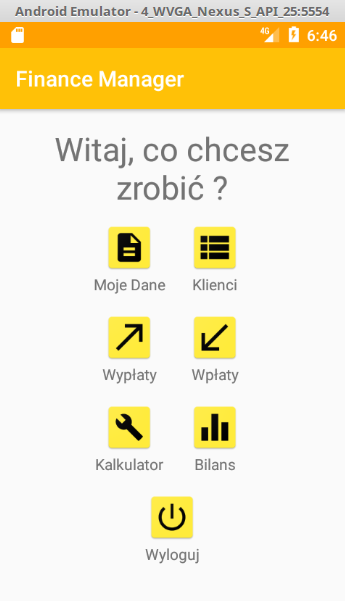 Android Emulator - 4_WVGA_Nexus_S_API_25:5554
4G 6:46
Finance Manager
Witaj, co chcesz
zrobić ?
Moje Dane Klienci
Wypłaty Wpłaty
Kalkulator Bilans
Wyloguj